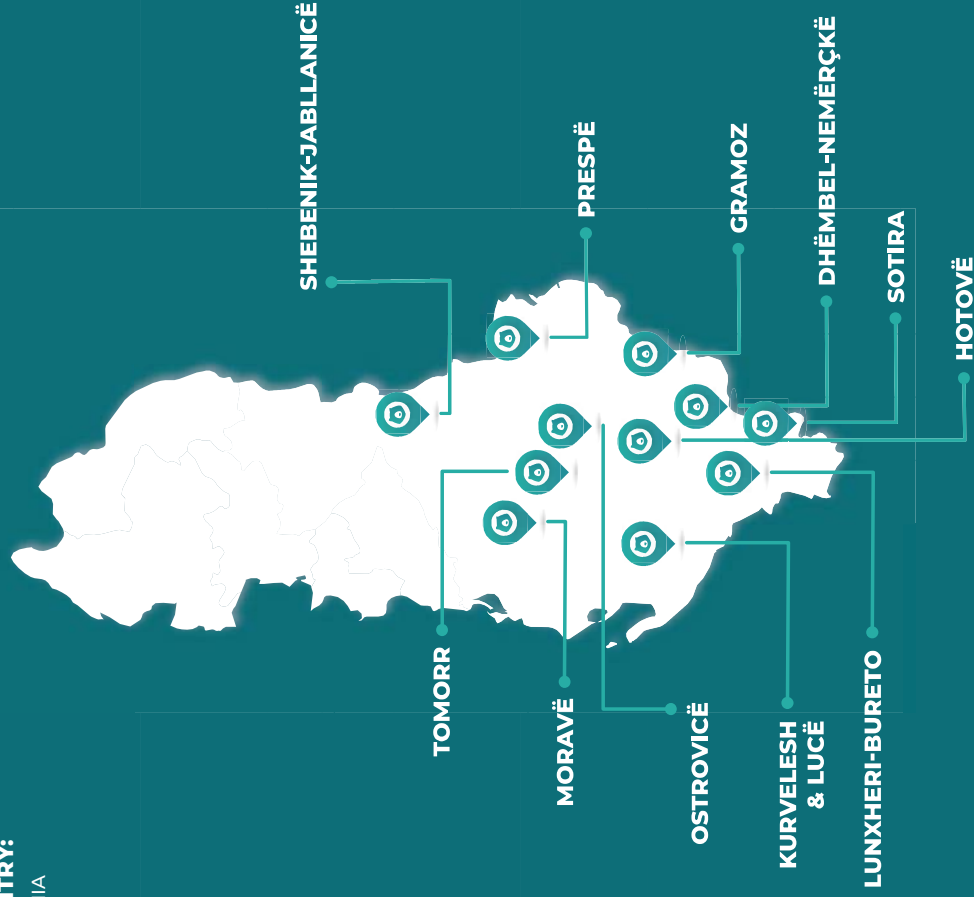 SHEBENIK-JABLLANICË
TOMORR
MORAVË
PRESPË
OSTROVICË
GRAMOZ
KURVELESH
& LUCË
DHËMBEL-NEMËRÇKË
LUNXHERI-BURETO
SOTIRA
HOTOVË